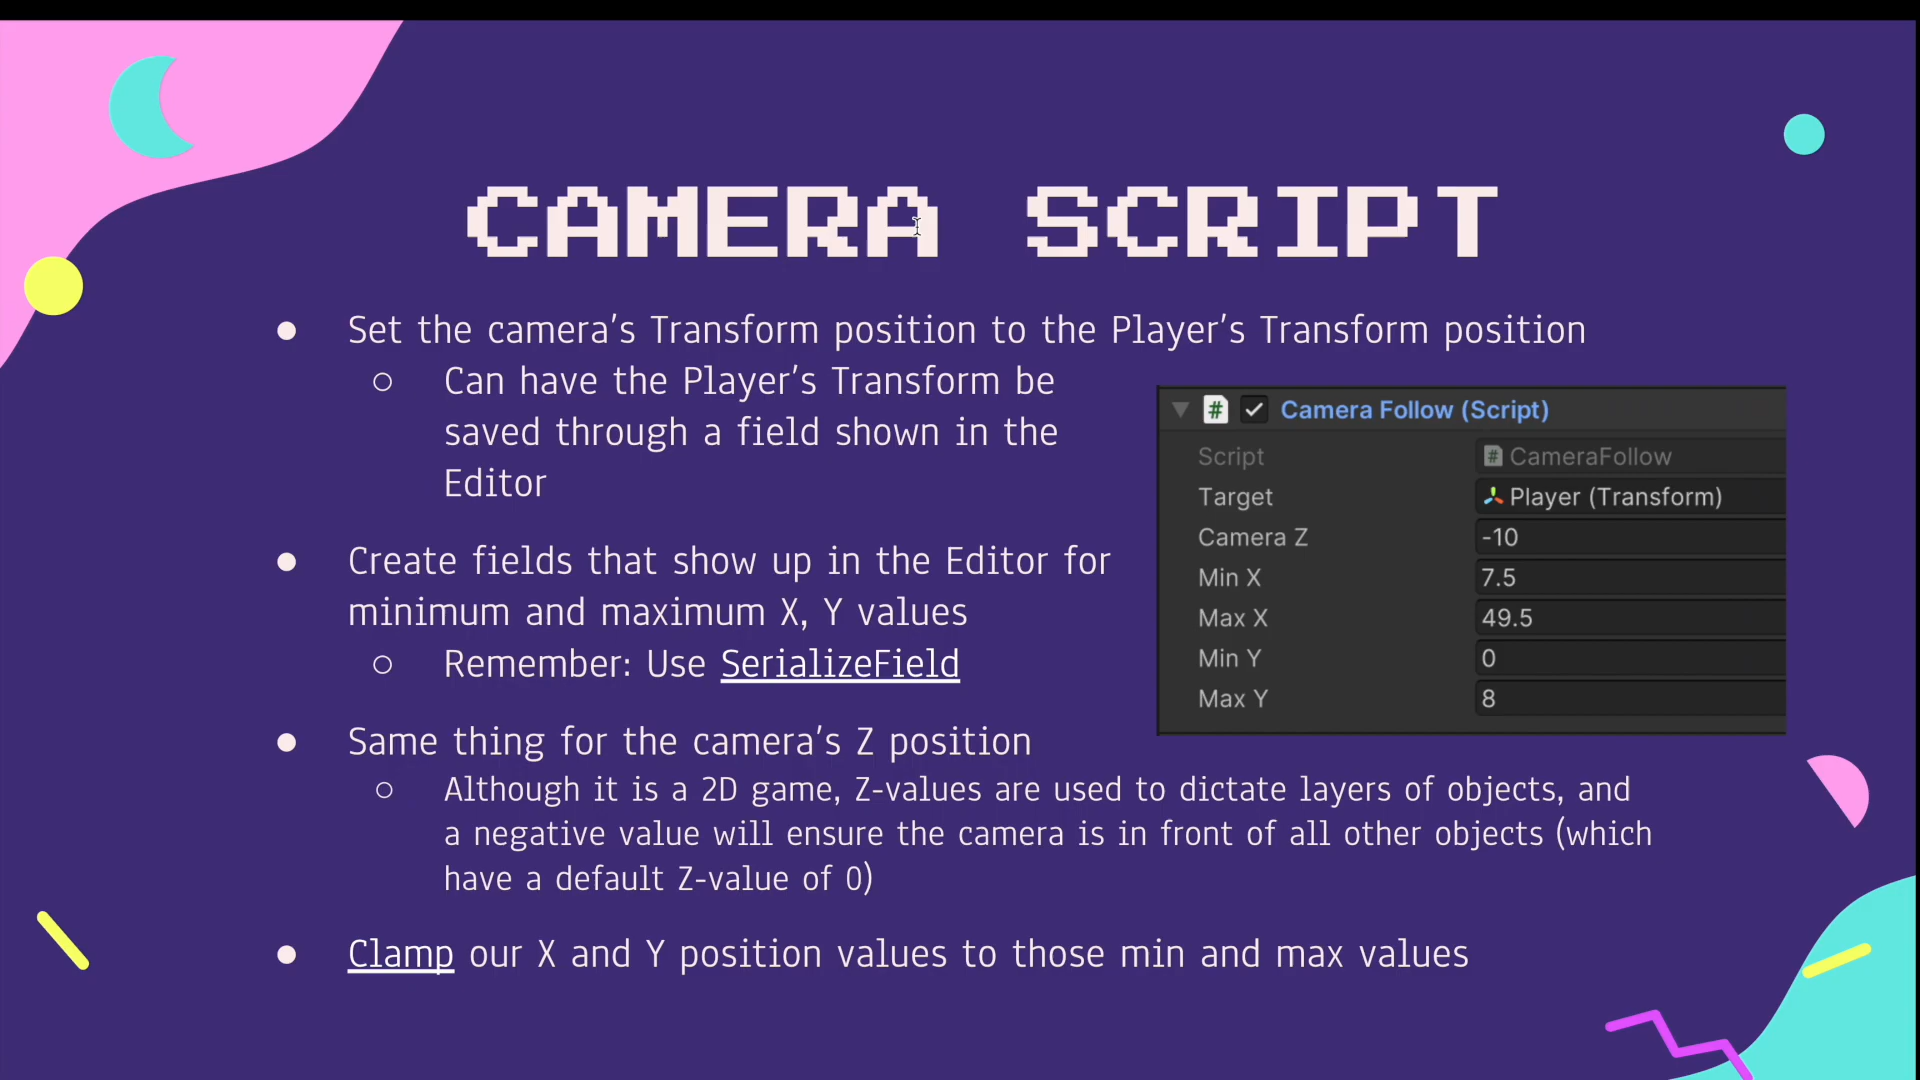 CAMERA SCRIPT
● Set the camera's Transform position to the Player's Transform position
○ Can have the Player's Transform be
saved through a field shown in the
Editor
● Create fields that show up in the Editor for
minimum and maximum X, Y values
○ Remember: Use SerializeField
● Same thing for the camera's Z position
○ Although it is a 2D game, Z-values are used to dictate layers of objects, and
a negative value will ensure the camera is in front of all other objects (which
have a default Z-value of 0)
● Clamp our X and Y position values to those min and max values
# Camera Follow (Script)
Script # CameraFollow
Target Player (Transform)
Camera Z -10
Min X 7.5
Max X 49.5
Min Y 0
Max Y 8